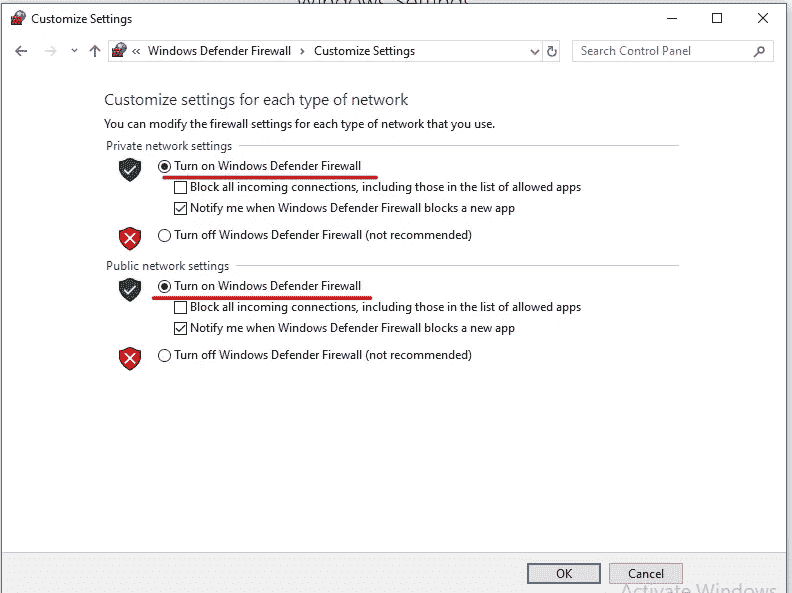 Windows Settings
Customize Settings
« Windows Defender Firewall › Customize Settings
Search Control Panel
Customize settings for each type of network
You can modify the firewall settings for each type of network that you use.
Private network settings
Turn on Windows Defender Firewall
Block all incoming connections, including those in the list of allowed apps
Notify me when Windows Defender Firewall blocks a new app
Turn off Windows Defender Firewall (not recommended)
Public network settings
Turn on Windows Defender Firewall
Block all incoming connections, including those in the list of allowed apps
Notify me when Windows Defender Firewall blocks a new app
Turn off Windows Defender Firewall (not recommended)
OK
Cancel
Activate Windows